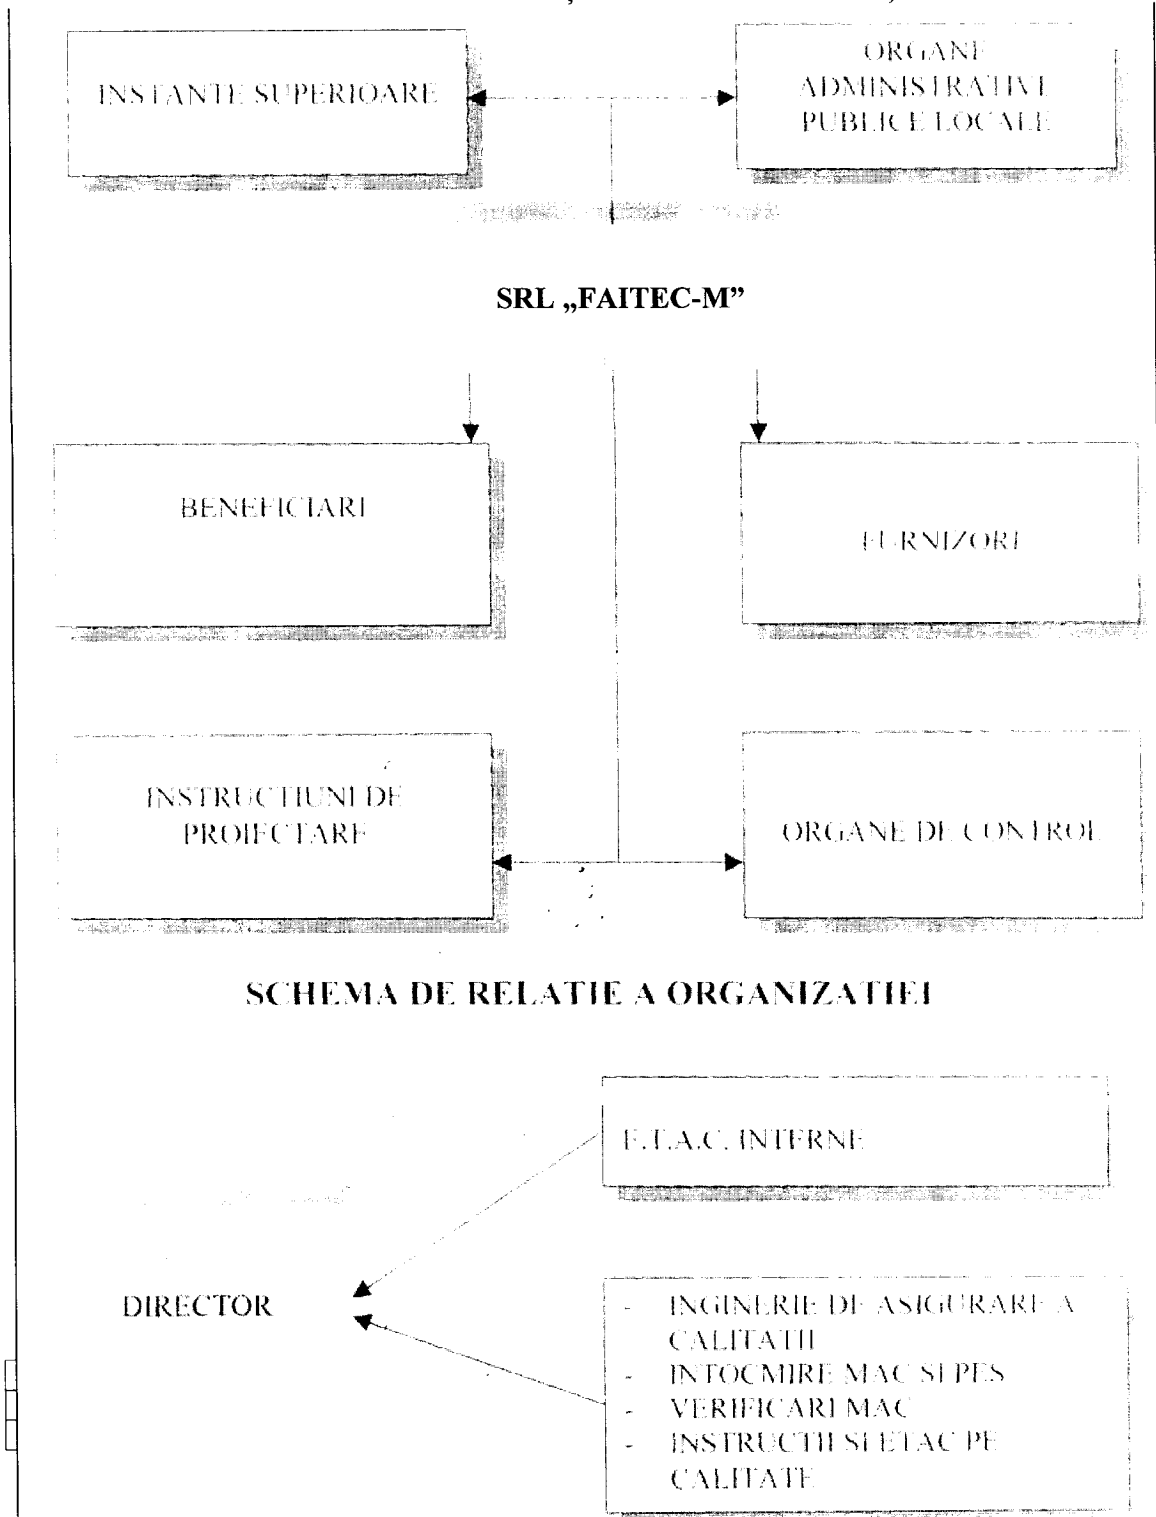 INSTANTE SUPERIOARE
ORGANE
ADMINISTRATIVE
PUBLICE LOCALE
SRL „FAITEC-M”
BENEFICIARI
FURNIZORI
INSTRUCTIUNI DE
PROIECTARE
ORGANE DE CONTROL
SCHEMA DE RELATIE A ORGANIZATIEI
INTERNE
DIRECTOR
- INGINERIE DE ASIGURARE A
CALITATII
- INTOCMIRE MAC SI PES
- VERIFICARI MAC
- INSTRUCTII SI ETAC PE
CALITATE